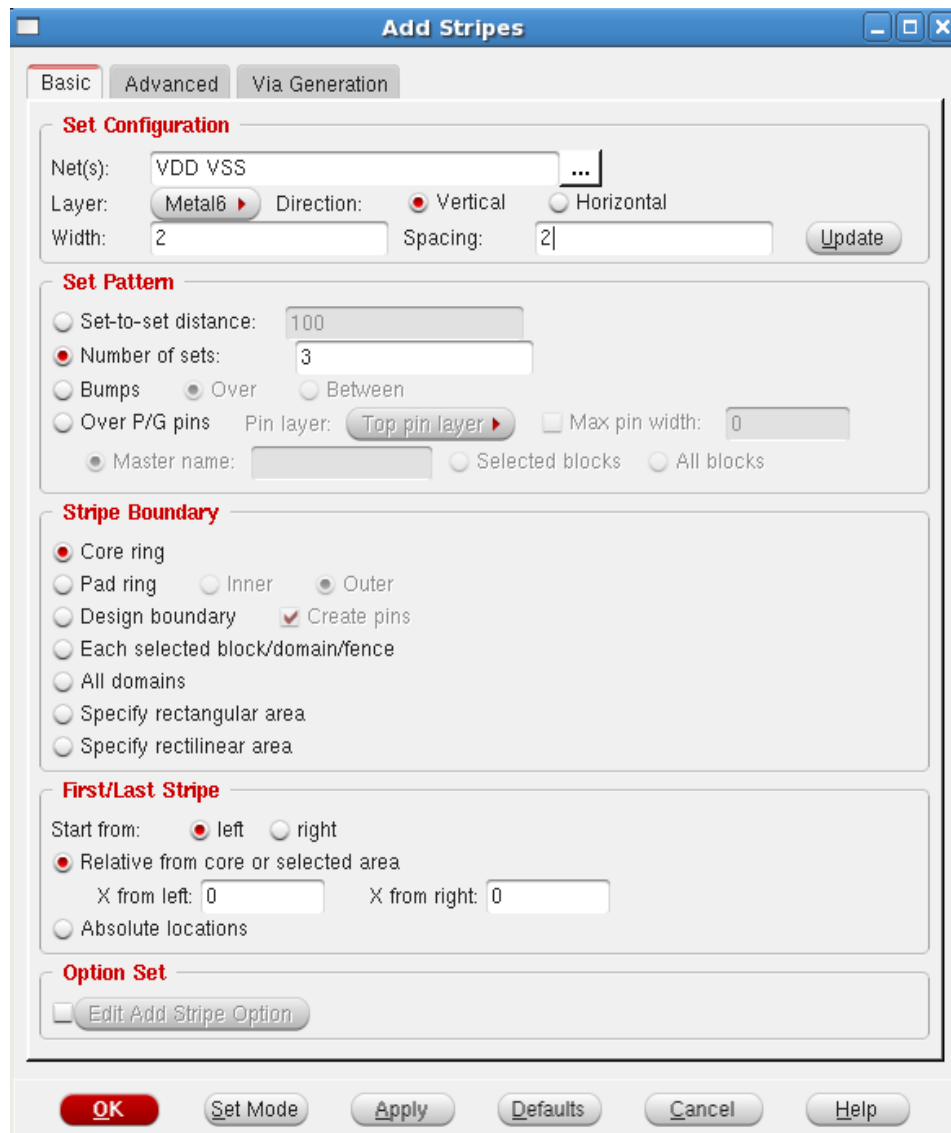 Add Stripes
Basic Advanced Via Generation
Set Configuration
Net(s): VDD VSS ...
Layer: Metal6 Direction: Vertical Horizontal
Width: 2 Spacing: 2 Update
Set Pattern
Set-to-set distance: 100
Number of sets: 3
Bumps Over Between
Over P/G pins Pin layer: Top pin layer Max pin width: 0
Master name: Selected blocks All blocks
Stripe Boundary
Core ring
Pad ring Inner Outer
Design boundary Create pins
Each selected block/domain/fence
All domains
Specify rectangular area
Specify rectilinear area
First/Last Stripe
Start from: left right
Relative from core or selected area
X from left: 0 X from right: 0
Absolute locations
Option Set
Edit Add Stripe Option
OK Set Mode Apply Defaults Cancel Help